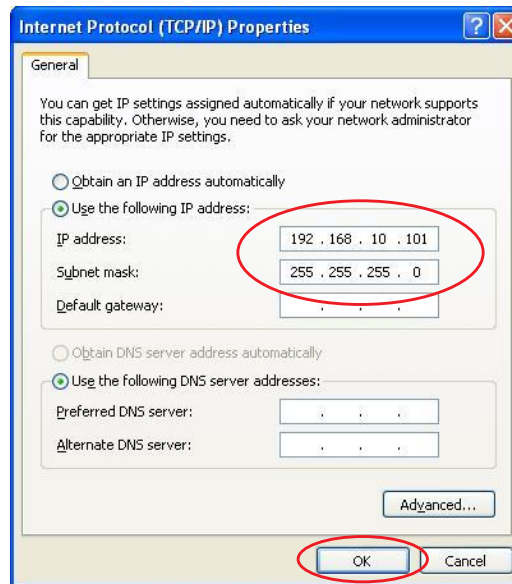 Internet Protocol (TCP/IP) Properties
General
You can get IP settings assigned automatically if your network supports
this capability. Otherwise, you need to ask your network administrator
for the appropriate IP settings.
Obtain an IP address automatically
Use the following IP address:
IP address: 192 . 168 . 10 . 101
Subnet mask: 255 . 255 . 255 . 0
Default gateway: . . .
Obtain DNS server address automatically
Use the following DNS server addresses:
Preferred DNS server: . . .
Alternate DNS server: . . .
Advanced...
OK Cancel